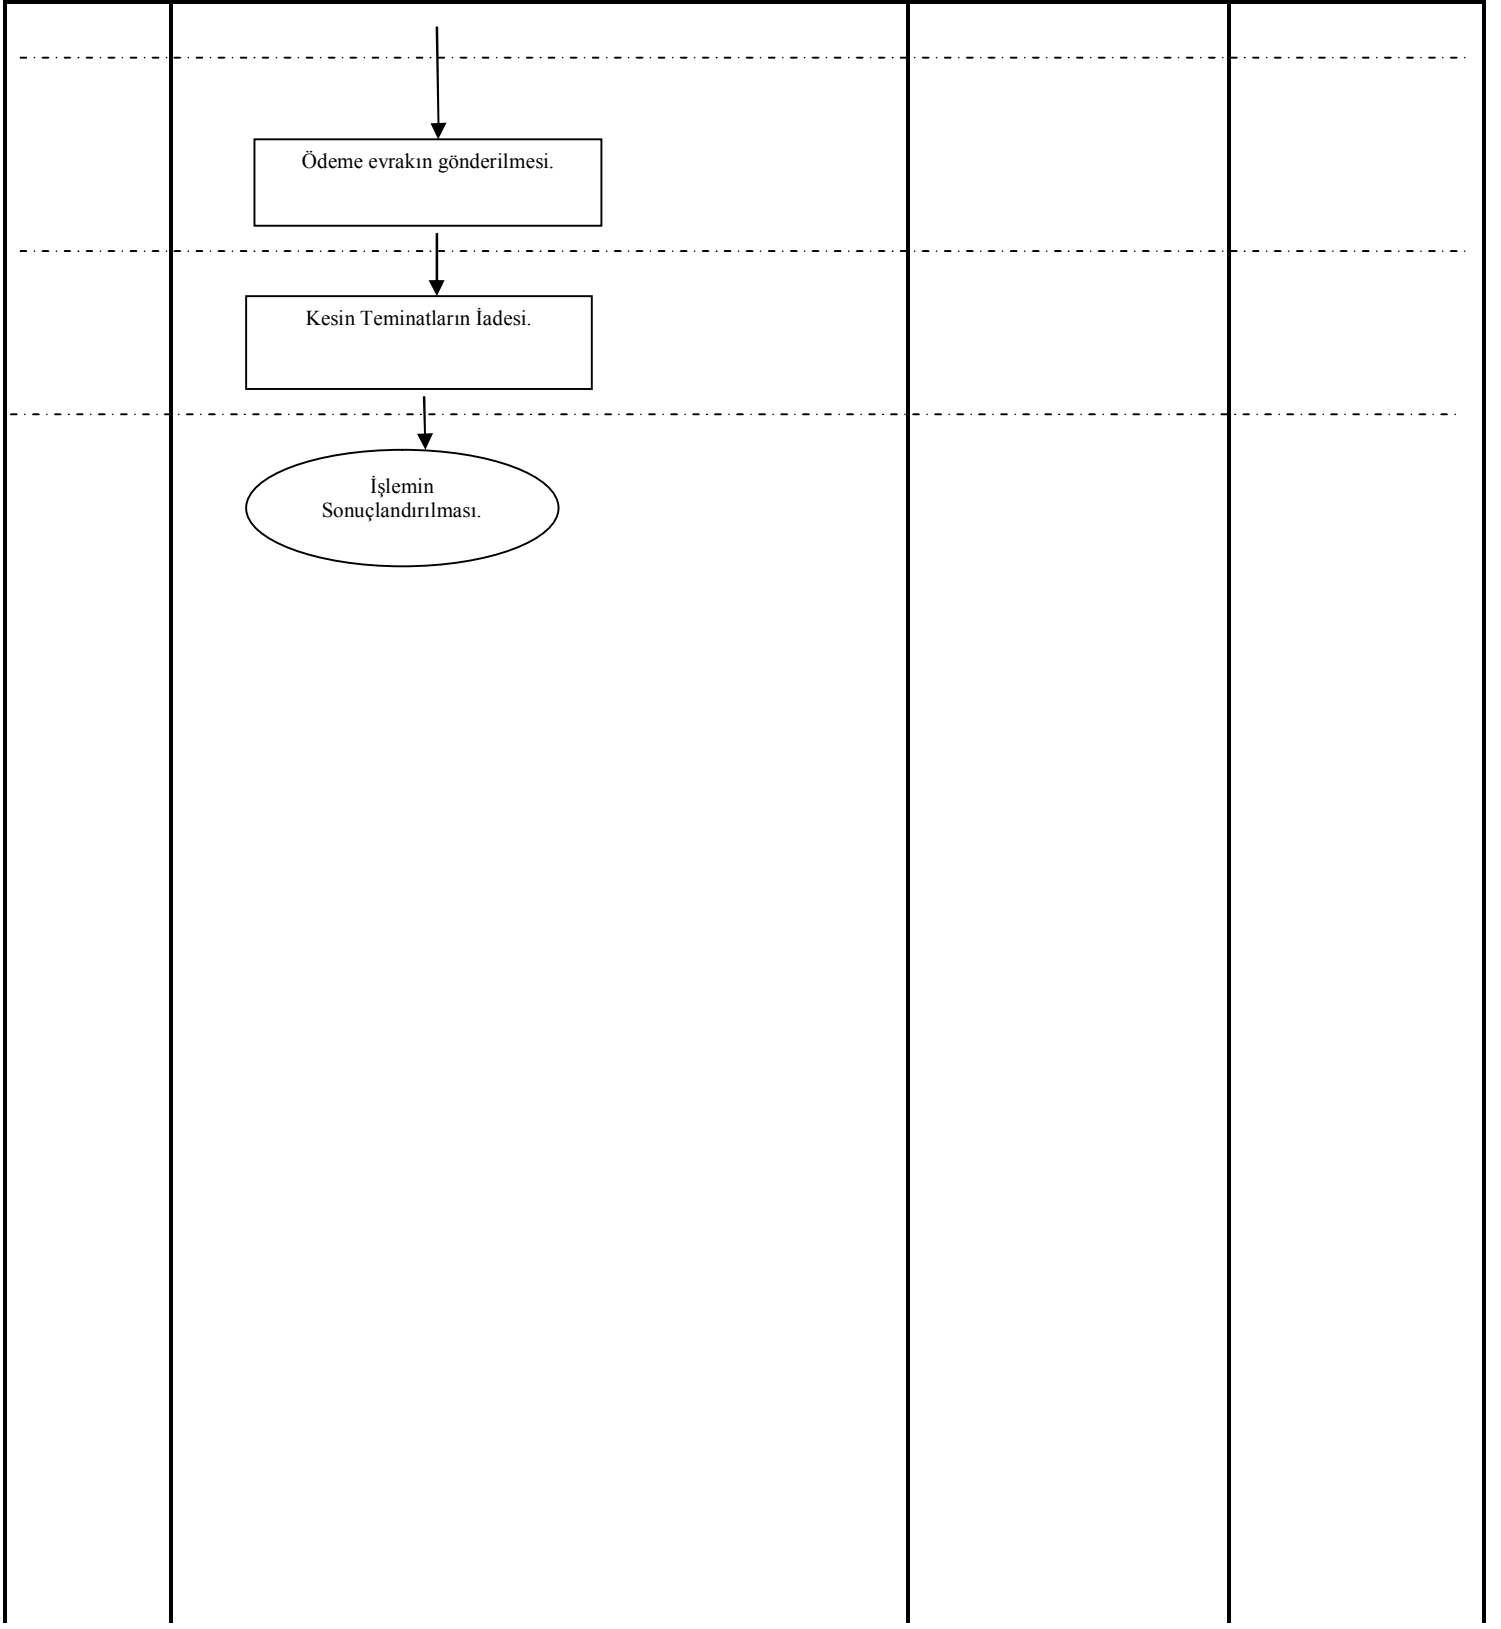 Ödeme evrakın gönderilmesi.
Kesin Teminatların İadesi.
İşlemin
Sonuçlandırılması.